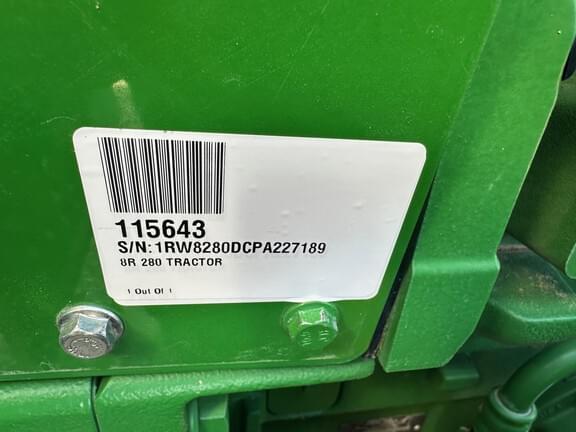 115643
S/N:1RW8280DCPA227189
8R 280 TRACTOR
1 Out Of 1